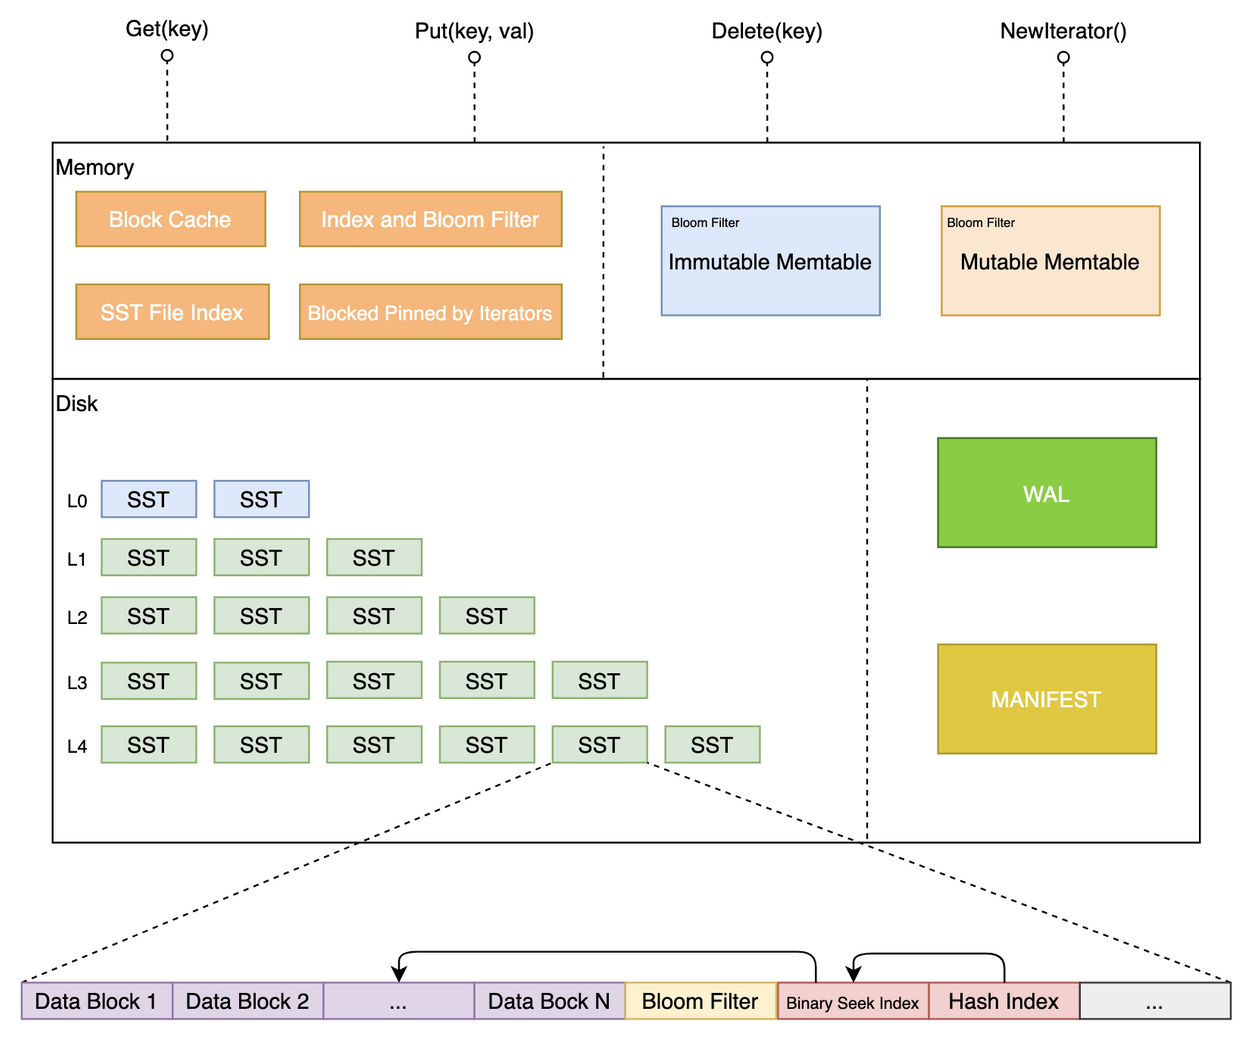 Get(key)
Put(key, val)
Delete(key)
NewIterator()
Memory
Block Cache
Index and Bloom Filter
SST File Index
Blocked Pinned by Iterators
Bloom Filter
Immutable Memtable
Bloom Filter
Mutable Memtable
Disk
L0 SST SST
L1 SST SST SST
L2 SST SST SST SST
L3 SST SST SST SST SST
L4 SST SST SST SST SST SST
WAL
MANIFEST
Data Block 1 Data Block 2 ... Data Bock N Bloom Filter Binary Seek Index Hash Index ...